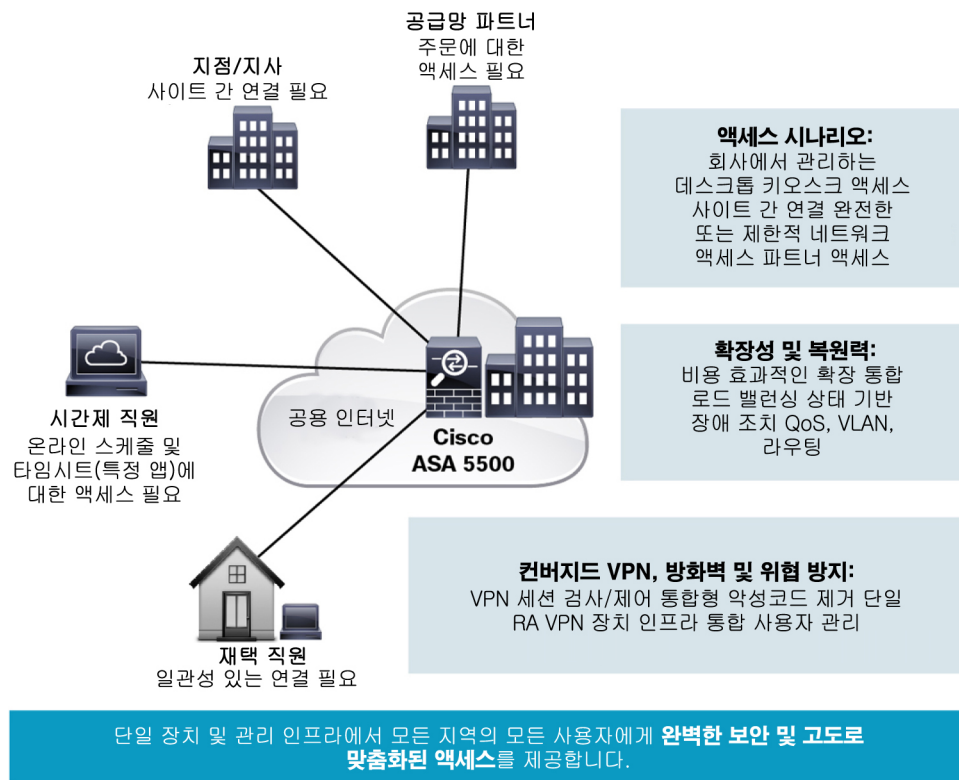 공급망 파트너
주문에 대한
액세스 필요
지점/지사
사이트 간 연결 필요
액세스 시나리오:
회사에서 관리하는
데스크톱 키오스크 액세스
사이트 간 연결 완전한
또는 제한적 네트워크
액세스 파트너 액세스
확장성 및 복원력:
비용 효과적인 확장 통합
로드 밸런싱 상태 기반
장애 조치 QoS, VLAN,
라우팅
시간제 직원
온라인 스케줄 및
타임시트(특정 앱)에
대한 액세스 필요
공용 인터넷
Cisco
ASA 5500
컨버지드 VPN, 방화벽 및 위협 방지:
VPN 세션 검사/제어 통합형 악성코드 제거 단일
RA VPN 장치 인프라 통합 사용자 관리
재택 직원
일관성 있는 연결 필요
단일 장치 및 관리 인프라에서 모든 지역의 모든 사용자에게 완벽한 보안 및 고도로
맞춤화된 액세스를 제공합니다.